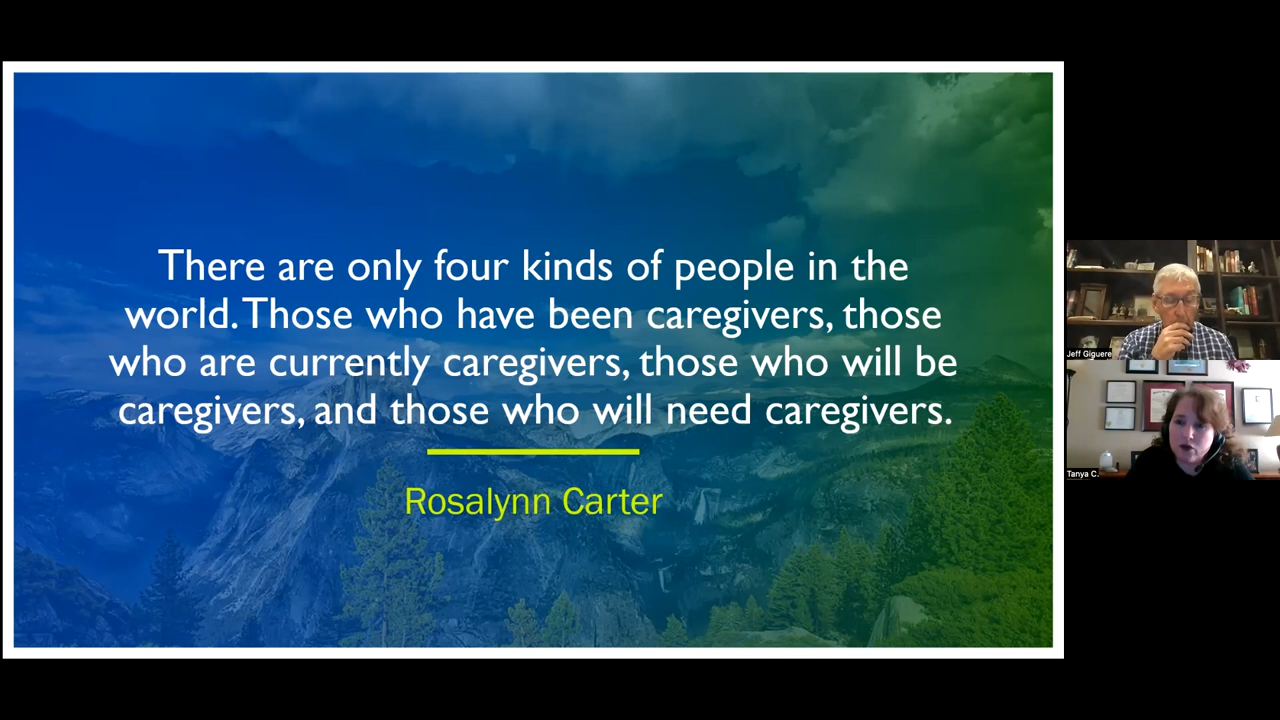 There are only four kinds of people in the
world. Those who have been caregivers, those
who are currently caregivers, those who will be
caregivers, and those who will need caregivers.
Rosalynn Carter
Jeff Giguere
Tanya C.